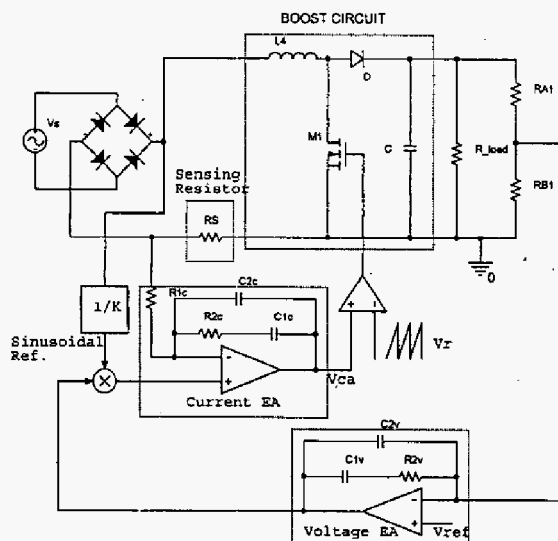 BOOST CIRCUIT
L4
D
Vs
M1
C
R_load
RA1
RB1
Sensing
Resistor
RS
0
1/K
R1c
C2c
R2c
C1c
Sinusoidal
Ref.
Vr
Vca
Current EA
C2v
C1v
R2v
Voltage EA
Vref